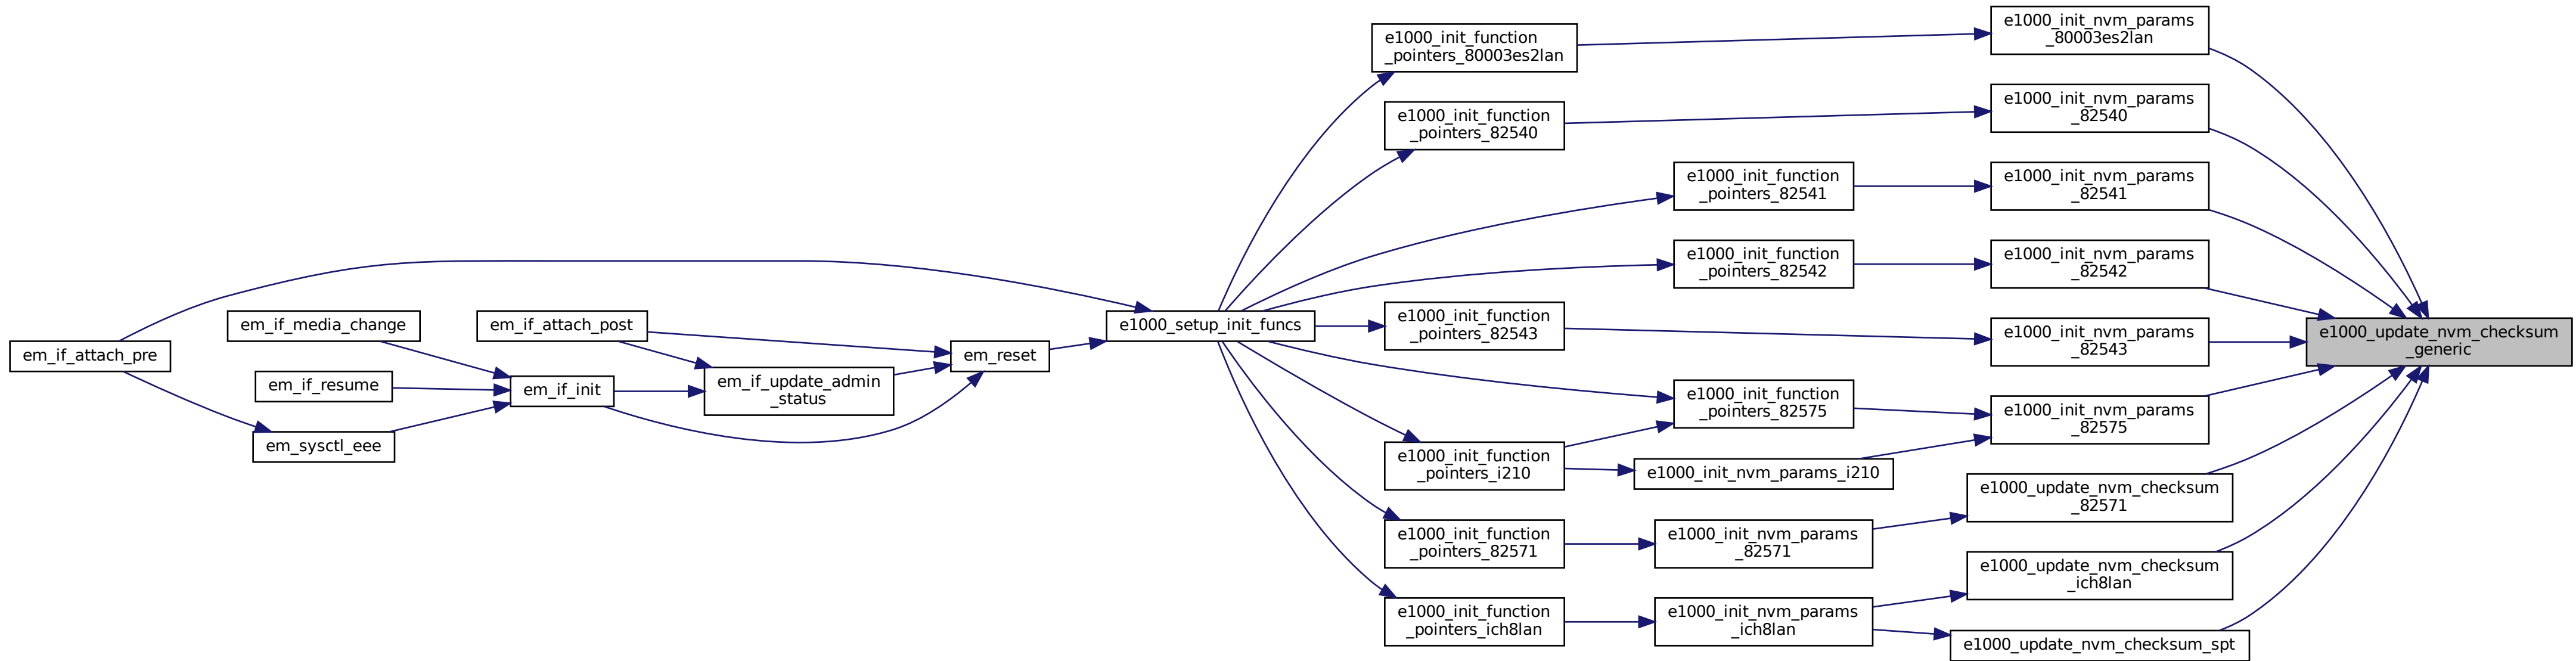 em_if_attach_pre
em_if_media_change
em_if_resume
em_sysctl_eee
em_if_attach_post
em_if_init
em_if_update_admin
_status
em_reset
e1000_setup_init_funcs
e1000_init_function
_pointers_80003es2lan
e1000_init_function
_pointers_82540
e1000_init_function
_pointers_82541
e1000_init_function
_pointers_82542
e1000_init_function
_pointers_82543
e1000_init_function
_pointers_82575
e1000_init_function
_pointers_i210
e1000_init_nvm_params_i210
e1000_init_function
_pointers_82571
e1000_init_nvm_params
_82571
e1000_init_function
_pointers_ich8lan
e1000_init_nvm_params
_ich8lan
e1000_init_nvm_params
_80003es2lan
e1000_init_nvm_params
_82540
e1000_init_nvm_params
_82541
e1000_init_nvm_params
_82542
e1000_init_nvm_params
_82543
e1000_init_nvm_params
_82575
e1000_update_nvm_checksum
_82571
e1000_update_nvm_checksum
_ich8lan
e1000_update_nvm_checksum_spt
e1000_update_nvm_checksum
_generic